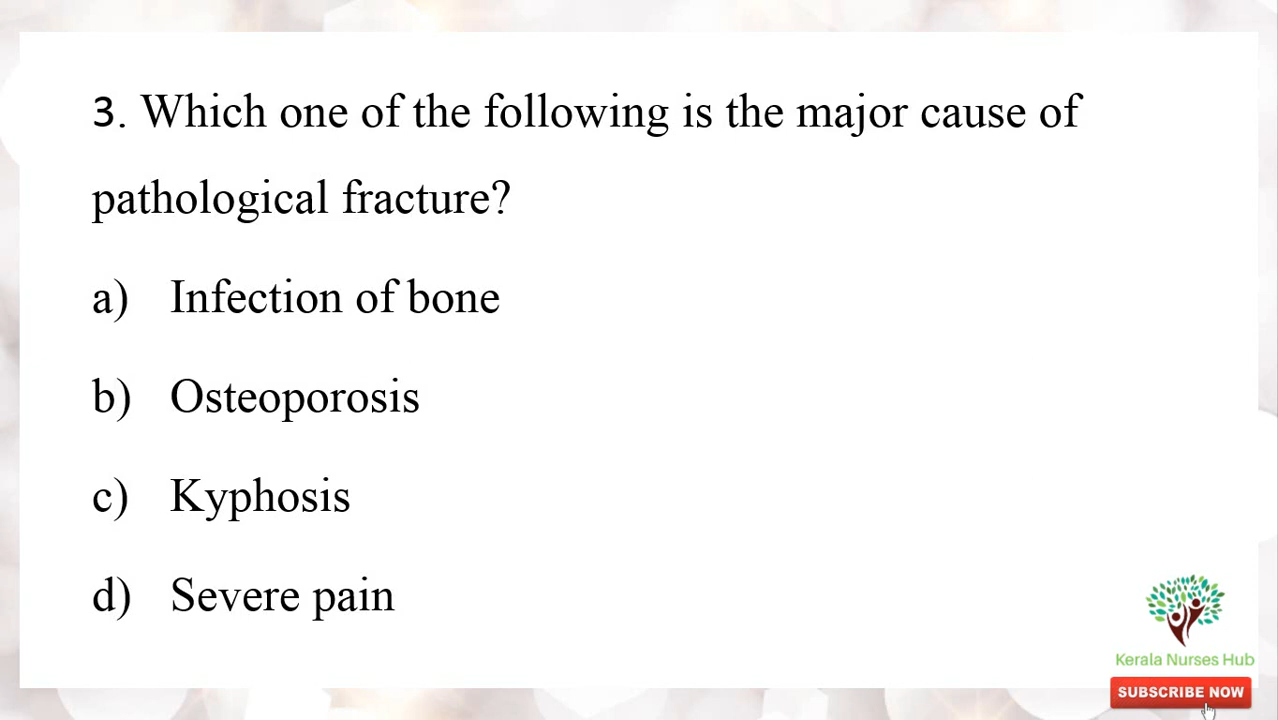 3. Which one of the following is the major cause of
pathological fracture?
a) Infection of bone
b) Osteoporosis
c) Kyphosis
d) Severe pain
Kerala Nurses Hub
SUBSCRIBE NOW